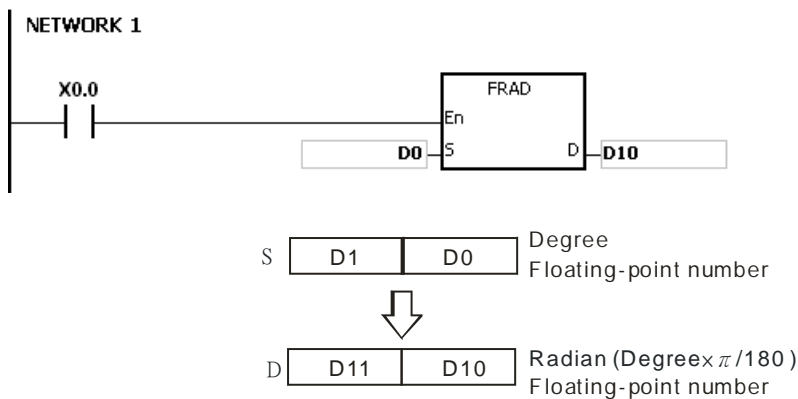 NETWORK 1
X0.0
FRAD
En
D0 S D D10
S D1 D0 Degree
Floating-point number
D D11 D10 Radian (Degree×π/180)
Floating-point number